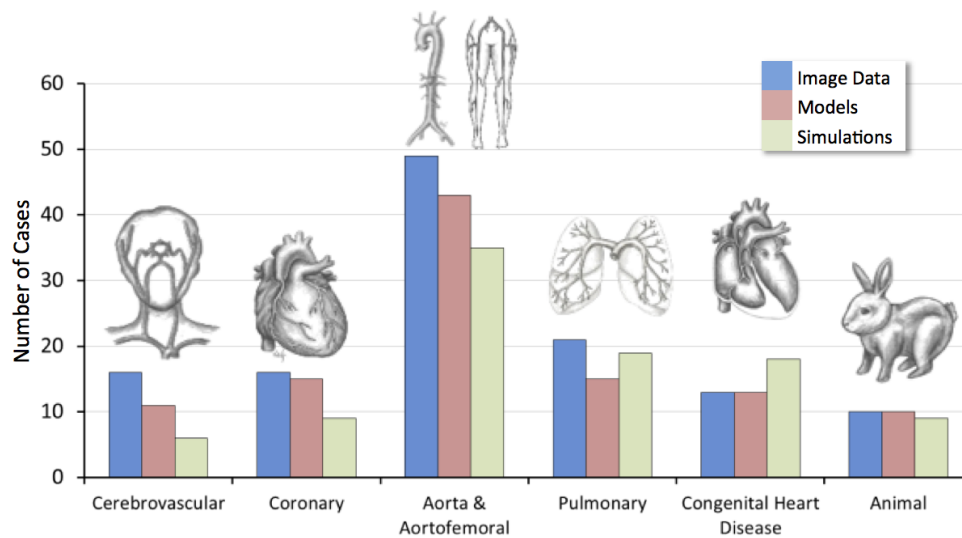 Image Data
Models
Simulations
Number of Cases
60
50
40
30
20
10
0
Cerebrovascular
Coronary
Aorta &
Aortofemoral
Pulmonary
Congenital Heart
Disease
Animal